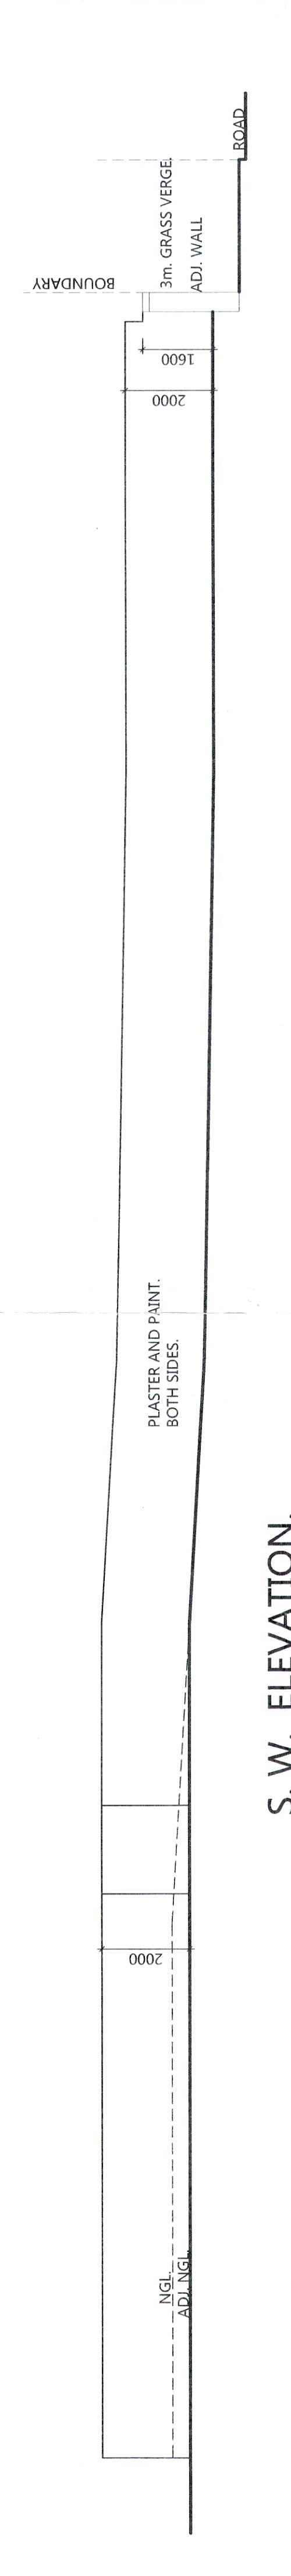 BOUNDARY
3m. GRASS VERGE.
ADJ. WALL
ROAD
1600
2000
PLASTER AND PAINT.
BOTH SIDES.
2000
NGL.
ADJ. NGL.
S. W. ELEVATION.